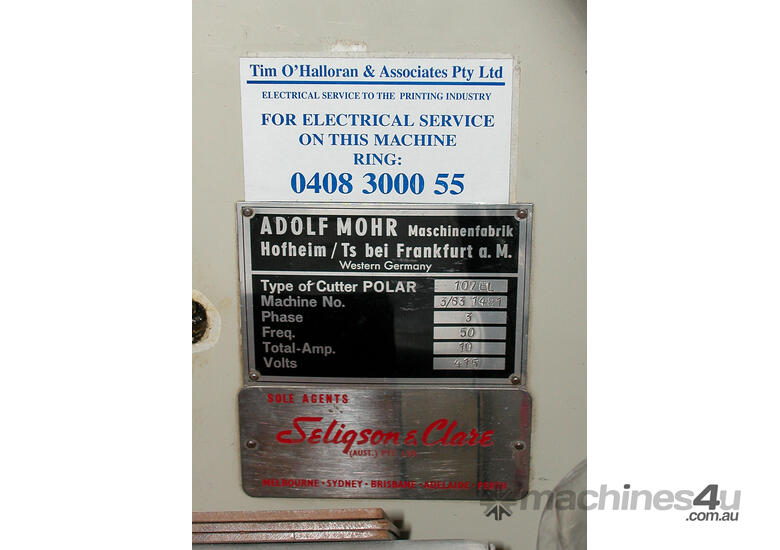 Tim O'Halloran & Associates Pty Ltd
ELECTRICAL SERVICE TO THE PRINTING INDUSTRY
FOR ELECTRICAL SERVICE
ON THIS MACHINE
RING:
0408 3000 55
ADOLF MOHR Maschinenfabrik
Hofheim/Ts bei Frankfurt a.M.
Western Germany
Type of Cutter POLAR
Machine No. 3/83 1481
Phase 3
Freq. 50
Total-Amp. 10
Volts 415
SOLE AGENTS
Seligson & Clare
(AUST.) PTY. LTD.
MELBOURNE · SYDNEY · BRISBANE · ADELAIDE · PERTH
machines4u
.com.au